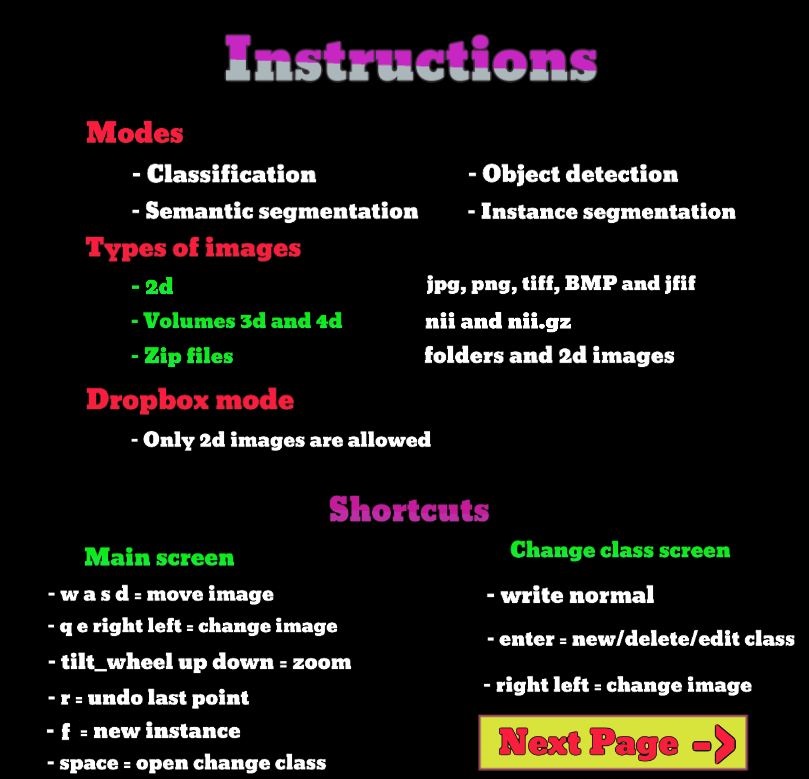 Instructions
Modes
- Classification - Object detection
- Semantic segmentation - Instance segmentation
Types of images
- 2d jpg, png, tiff, BMP and jfif
- Volumes 3d and 4d nii and nii.gz
- Zip files folders and 2d images
Dropbox mode
- Only 2d images are allowed
Shortcuts
Main screen
- w a s d = move image
- q e right left = change image
- tilt_wheel up down = zoom
- r = undo last point
- f = new instance
- space = open change class
Change class screen
- write normal
- enter = new/delete/edit class
- right left = change image
Next Page ->